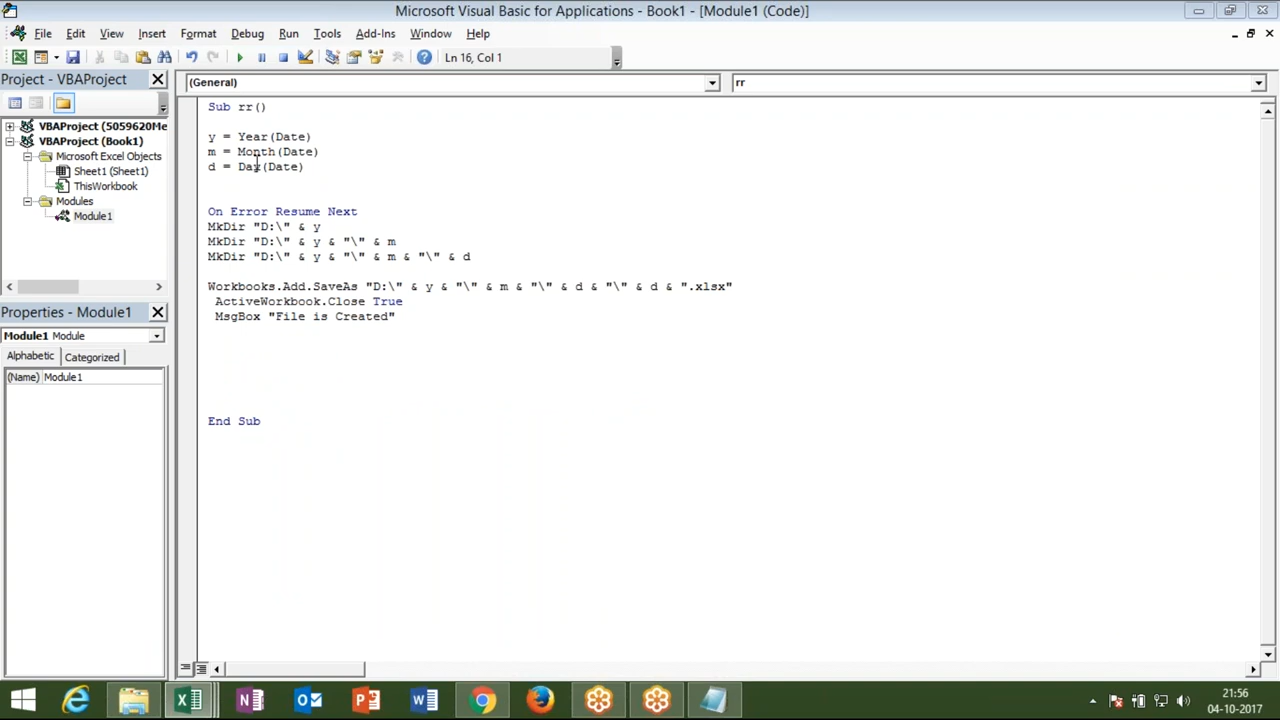 Microsoft Visual Basic for Applications - Book1 - [Module1 (Code)]
File Edit View Insert Format Debug Run Tools Add-Ins Window Help
Ln 16, Col 1
Project - VBAProject
VBAProject (5059620Me
VBAProject (Book1)
Microsoft Excel Objects
Sheet1 (Sheet1)
ThisWorkbook
Modules
Module1
Properties - Module1
Module1 Module
Alphabetic Categorized
(Name) Module1
(General) rr
Sub rr()
y = Year(Date)
m = Month(Date)
d = Day(Date)
On Error Resume Next
MkDir "D:\" & y
MkDir "D:\" & y & "\" & m
MkDir "D:\" & y & "\" & m & "\" & d
Workbooks.Add.SaveAs "D:\" & y & "\" & m & "\" & d & "\" & d & ".xlsx"
ActiveWorkbook.Close True
MsgBox "File is Created"
End Sub
21:56
04-10-2017